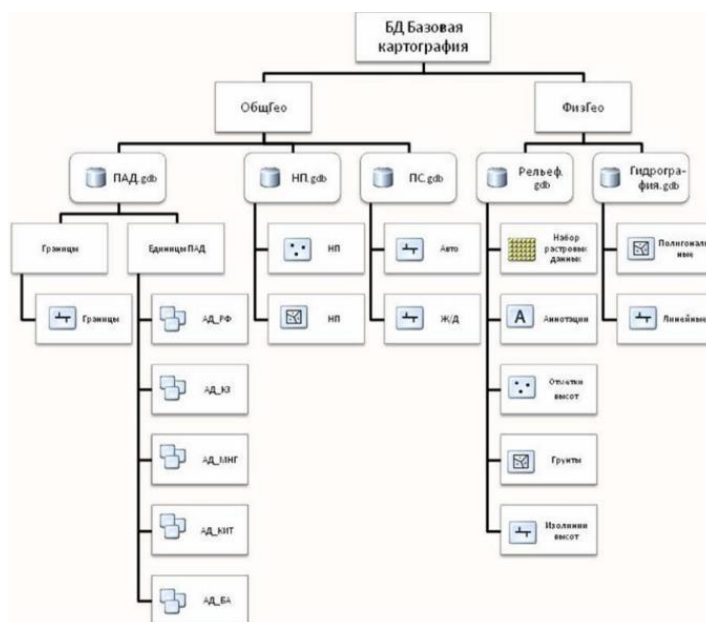 БД Базовая
картография
ОбщГео
ФизГео
ПАД.gdb
НП.gdb
ПС.gdb
Рельеф.
gdb
Гидрогра-
фия.gdb
Границы
Единицы ПАД
НП
Авто
Набор
растровых
данных
Полигональ
ные
Границы
АД_РФ
НП
Ж/Д
A
Аннотации
Линейные
АД_КЗ
Отметки
высот
АД_МНГ
Грунты
АД_КИТ
Изолинии
высот
АД_БА